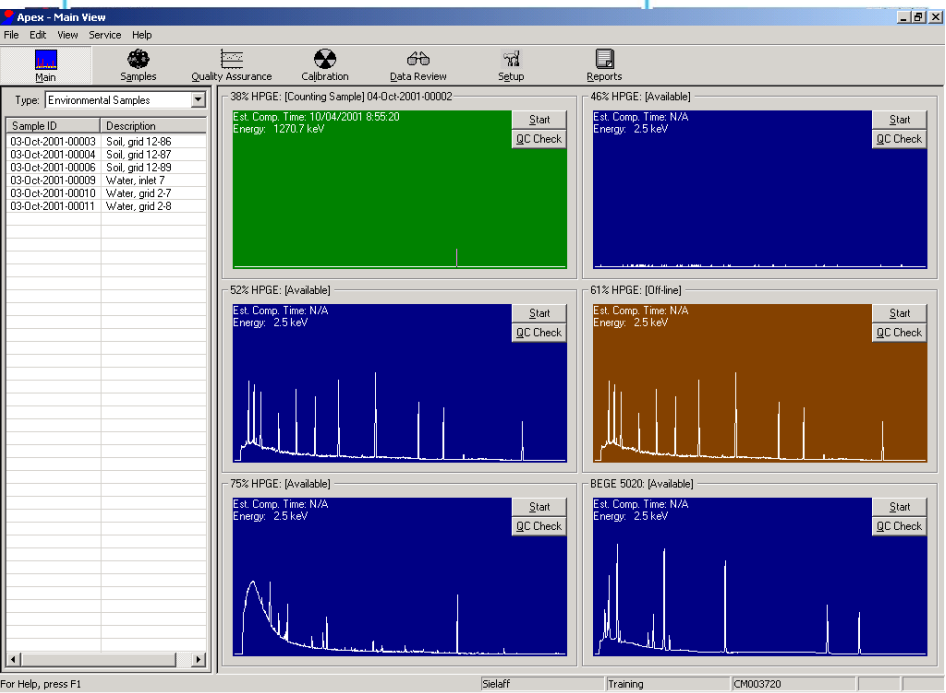 Apex - Main View
File Edit View Service Help
Main Samples Quality Assurance Calibration Data Review Setup Reports
Type: Environmental Samples
Sample ID Description
03-Oct-2001-00003 Soil, grid 12-86
03-Oct-2001-00004 Soil, grid 12-87
03-Oct-2001-00006 Soil, grid 12-89
03-Oct-2001-00009 Water, inlet 7
03-Oct-2001-00010 Water, grid 2-7
03-Oct-2001-00011 Water, grid 2-8
38% HPGE: [Counting Sample] 04-Oct-2001-00002
Est. Comp. Time: 10/04/2001 8:55:20
Energy: 1270.7 keV
Start
QC Check
46% HPGE: [Available]
Est. Comp. Time: N/A
Energy: 2.5 keV
Start
QC Check
52% HPGE: [Available]
Est. Comp. Time: N/A
Energy: 2.5 keV
Start
QC Check
61% HPGE: [Off-line]
Est. Comp. Time: N/A
Energy: 2.5 keV
Start
QC Check
75% HPGE: [Available]
Est. Comp. Time: N/A
Energy: 2.5 keV
Start
QC Check
BEGE 5020: [Available]
Est. Comp. Time: N/A
Energy: 2.5 keV
Start
QC Check
For Help, press F1 Sielaff Training CM003720